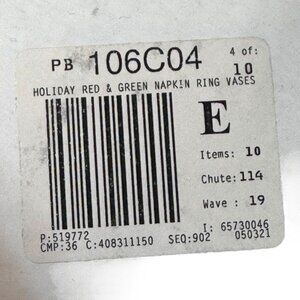 PB 106C04 4 of: 10
HOLIDAY RED & GREEN NAPKIN RING VASES
E
Items: 10
Chute: 114
Wave : 19
P:519772 I: 65730046
CMP:36 C:408311150 SEQ:902 050321